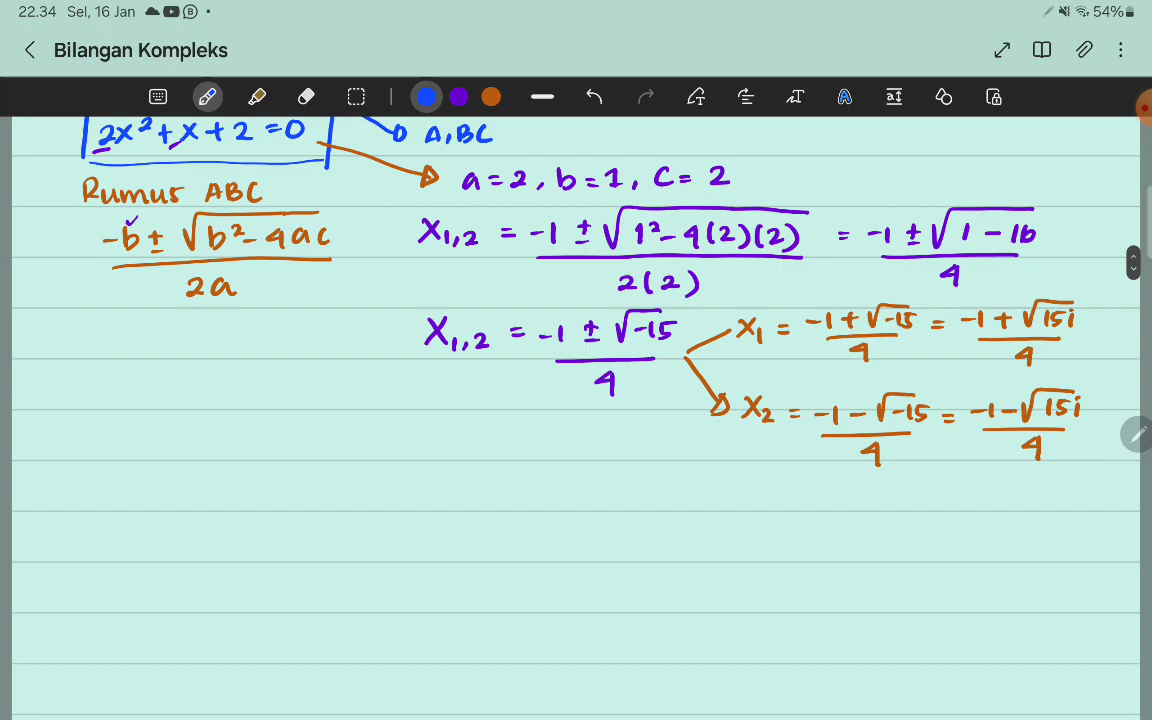 22.34 Sel, 16 Jan 54%
Bilangan Kompleks
2x² + x + 2 = 0 A,BC
a = 2, b = 1, c = 2
Rumus ABC
-b ± √(b² - 4ac) / 2a
X₁,₂ = -1 ± √(1² - 4(2)(2)) / 2(2) = -1 ± √(1 - 16) / 4
X₁,₂ = -1 ± √-15 / 4
X₁ = -1 + √-15 / 4 = -1 + √15i / 4
X₂ = -1 - √-15 / 4 = -1 - √15i / 4